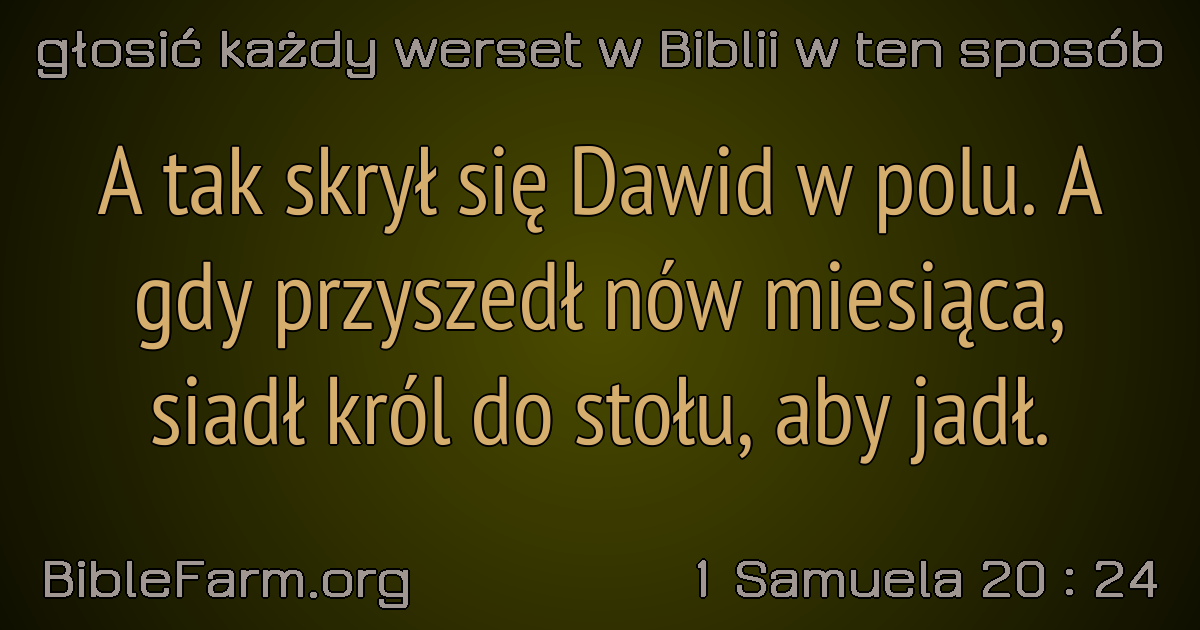 głosić każdy werset w Biblii w ten sposób
A tak skrył się Dawid w polu. A
gdy przyszedł nów miesiąca,
siadł król do stołu, aby jadł.
BibleFarm.org
1 Samuela 20 : 24